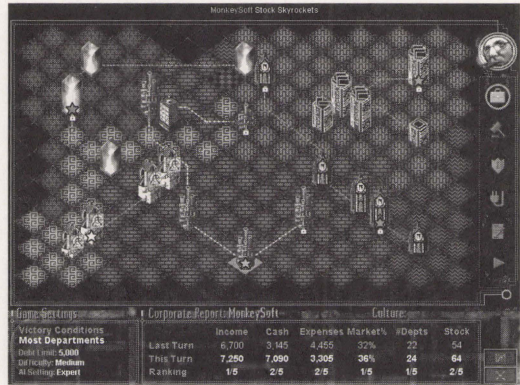 MonkeySoft Stock Skyrockets
Game Settings
Victory Conditions
Most Departments
Debt Limit: 5,000
Difficulty: Medium
AI Setting: Expert
Corporate Report: MonkeySoft Culture:
Income Cash Expenses Market% #Depts Stock
Last Turn 6,700 3,145 4,455 32% 22 54
This Turn 7,250 7,090 3,305 36% 24 64
Ranking 1/5 2/5 2/5 1/5 1/5 2/5